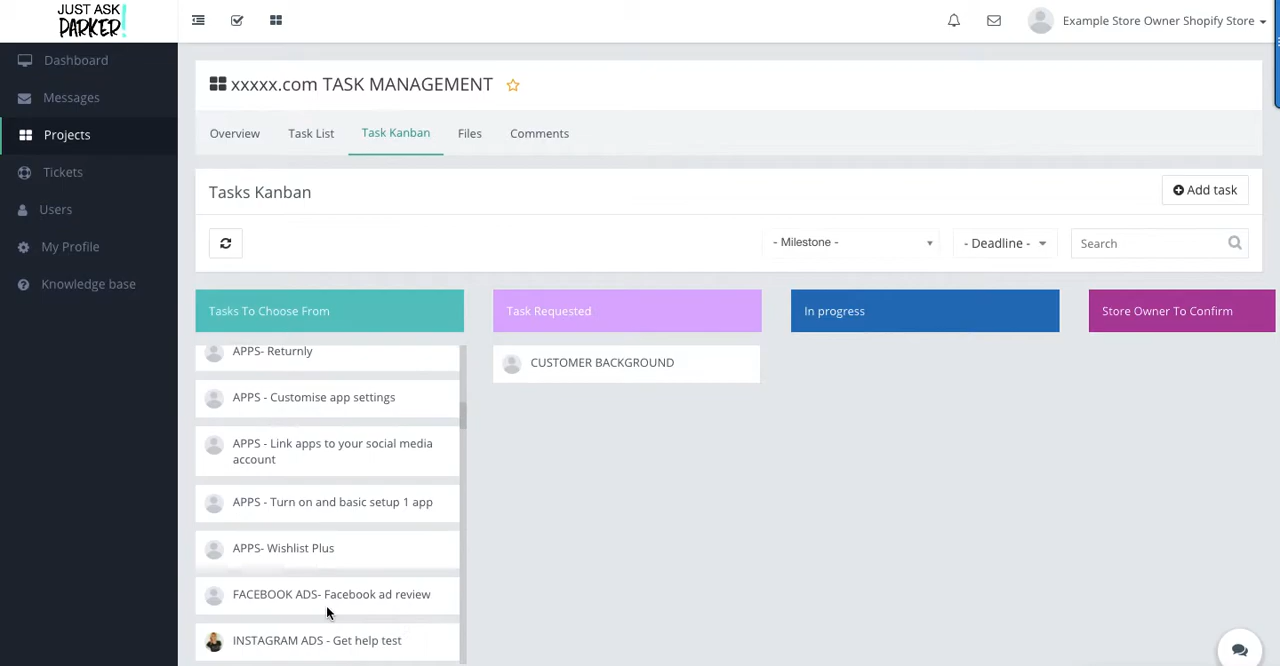 JUST ASK
PARKER!
Example Store Owner Shopify Store
Dashboard
Messages
Projects
Tickets
Users
My Profile
Knowledge base
xxxxx.com TASK MANAGEMENT
Overview
Task List
Task Kanban
Files
Comments
Tasks Kanban
Add task
- Milestone -
- Deadline -
Search
Tasks To Choose From
Task Requested
In progress
Store Owner To Confirm
APPS- Returnly
APPS - Customise app settings
APPS - Link apps to your social media
account
APPS - Turn on and basic setup 1 app
APPS- Wishlist Plus
FACEBOOK ADS- Facebook ad review
INSTAGRAM ADS - Get help test
CUSTOMER BACKGROUND